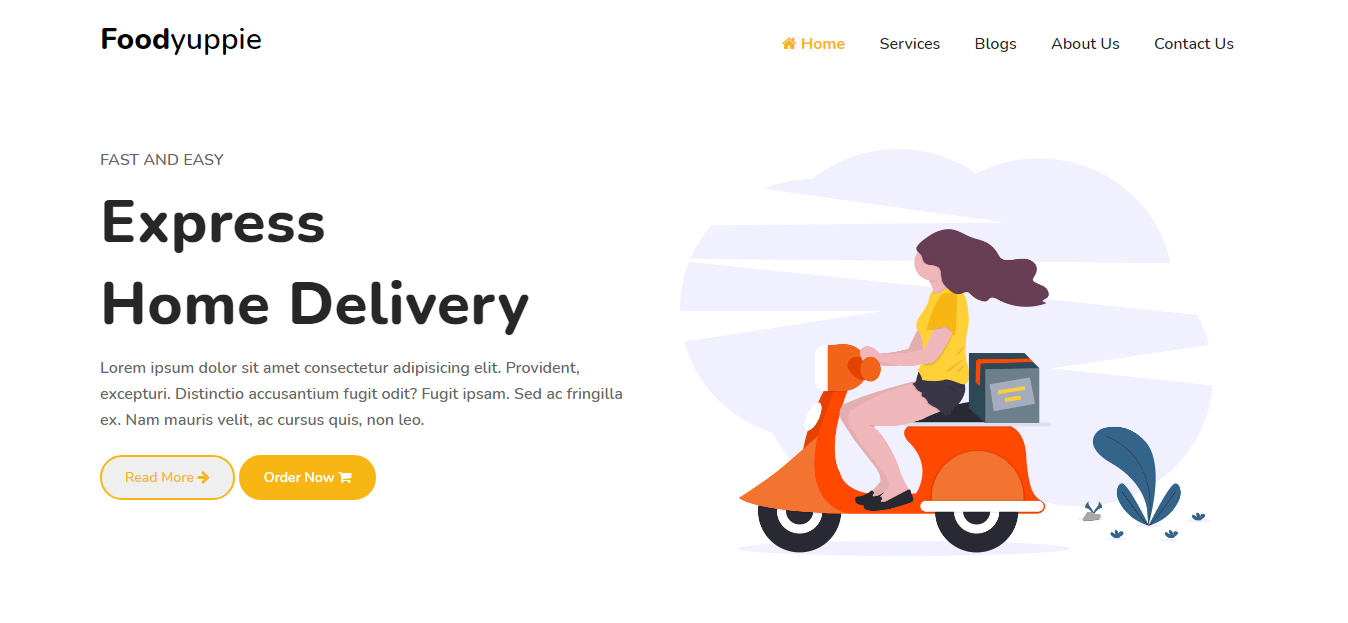 Foodyuppie
Home Services Blogs About Us Contact Us
FAST AND EASY
Express
Home Delivery
Lorem ipsum dolor sit amet consectetur adipisicing elit. Provident,
excepturi. Distinctio accusantium fugit odit? Fugit ipsam. Sed ac fringilla
ex. Nam mauris velit, ac cursus quis, non leo.
Read More Order Now